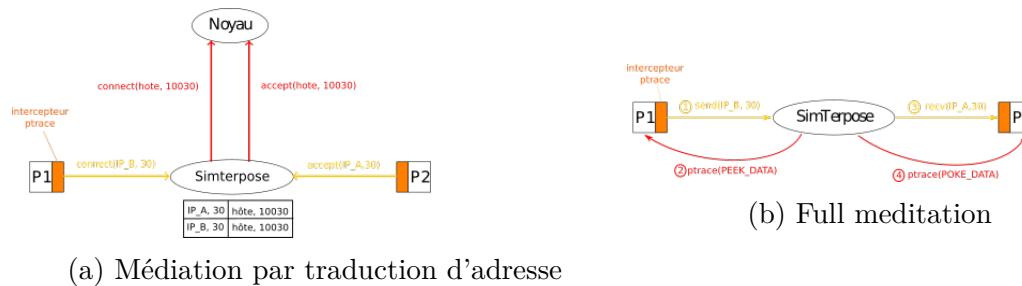 Noyau
connect(hote, 10030)
accept(hote, 10030)
intercepteur
ptrace
P1
connect(IP_B, 30)
Simterpose
accept(IP_A,30)
P2
IP_A, 30 hôte, 10030
IP_B, 30 hôte, 10030
(a) Médiation par traduction d'adresse
intercepteur
ptrace
P1
1 send(IP_B, 30)
SimTerpose
3 recv(IP_A,30)
P
2 ptrace(PEEK_DATA)
4 ptrace(POKE_DATA)
(b) Full meditation